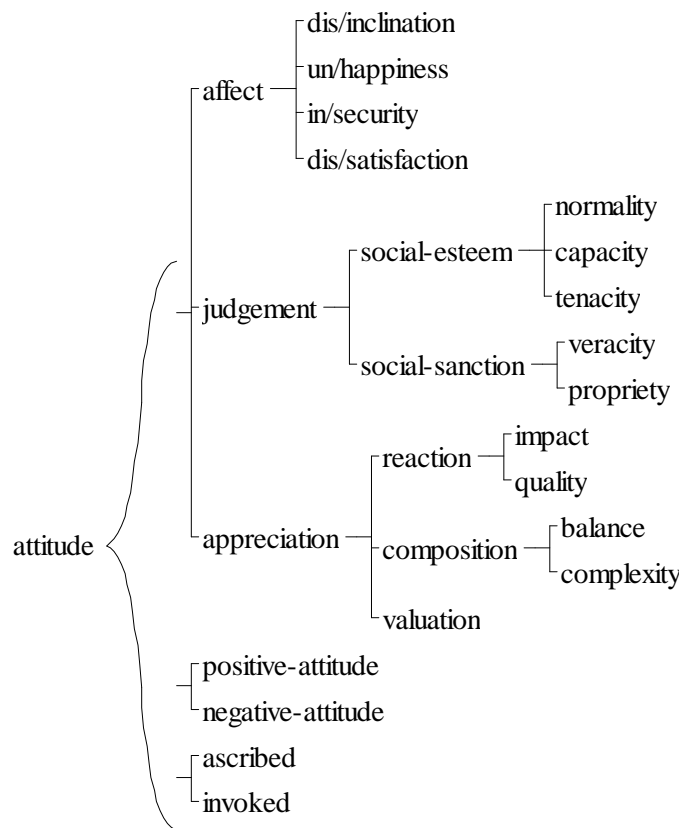 dis/inclination
un/happiness
affect
in/security
dis/satisfaction
normality
social-esteem
capacity
tenacity
judgement
veracity
social-sanction
propriety
impact
reaction
quality
balance
attitude
appreciation
composition
complexity
valuation
positive-attitude
negative-attitude
ascribed
invoked